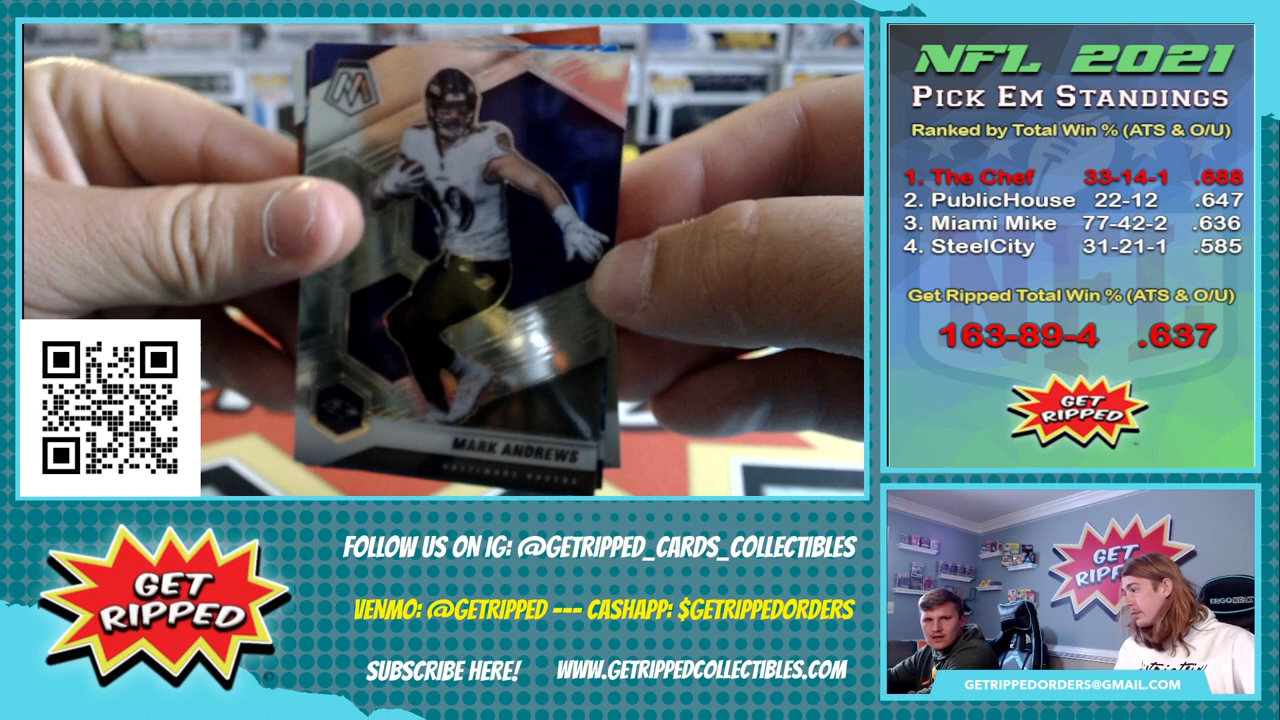 MARK ANDREWS
BALTIMORE RAVENS
NFL 2021
PICK EM STANDINGS
Ranked by Total Win % (ATS & O/U)
1. The Chef 33-14-1 .688
2. PublicHouse 22-12 .647
3. Miami Mike 77-42-2 .636
4. SteelCity 31-21-1 .585
Get Ripped Total Win % (ATS & O/U)
163-89-4 .637
GET
RIPPED
GET
RIPPED
FOLLOW US ON IG: @GETRIPPED_CARDS_COLLECTIBLES
VENMO: @GETRIPPED --- CASHAPP: $GETRIPPEDORDERS
SUBSCRIBE HERE! WWW.GETRIPPEDCOLLECTIBLES.COM
GET
RIPPED
GETRIPPEDORDERS@GMAIL.COM